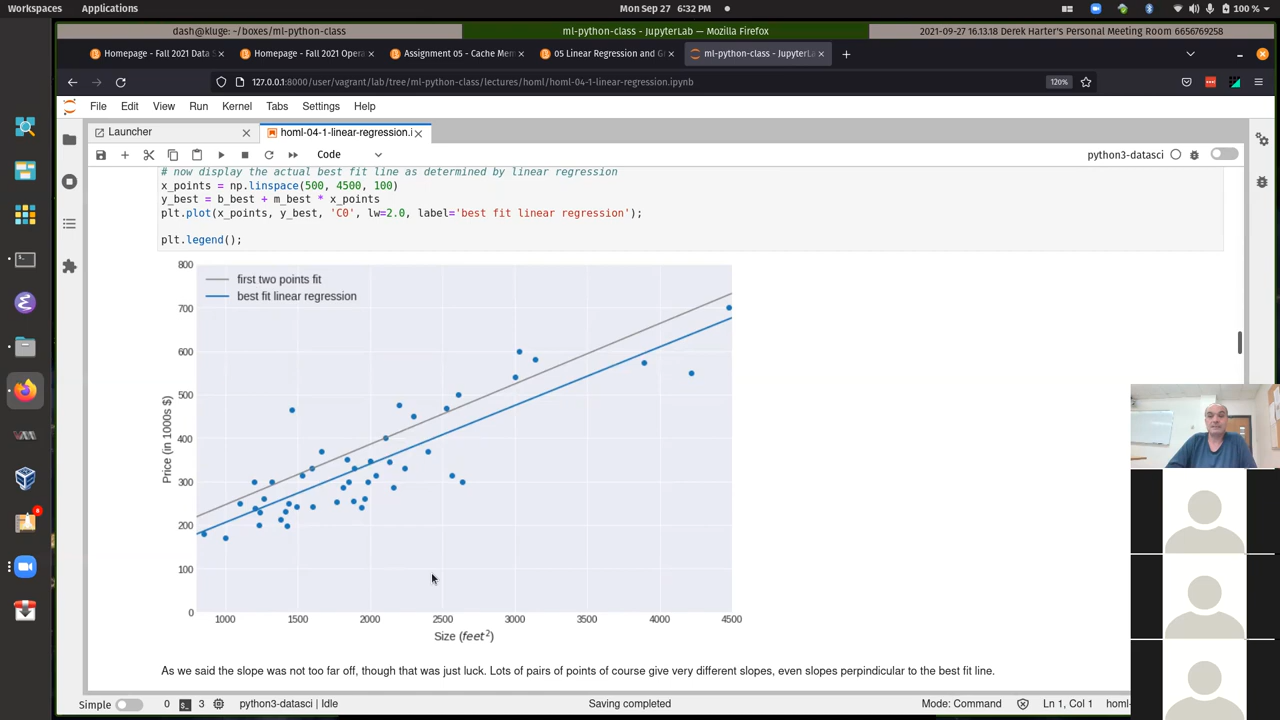 Workspaces Applications Mon Sep 27 6:32 PM 100 %
dash@kluge: ~/boxes/ml-python-class ml-python-class - JupyterLab — Mozilla Firefox 2021-09-27 16.13.18 Derek Harter's Personal Meeting Room 6656769258
Homepage - Fall 2021 Data S Homepage - Fall 2021 Opera Assignment 05 - Cache Mem 05 Linear Regression and G ml-python-class - JupyterLa
127.0.0.1:8000/user/vagrant/lab/tree/ml-python-class/lectures/homl/homl-04-1-linear-regression.ipynb 120%
File Edit View Run Kernel Tabs Settings Help
Launcher homl-04-1-linear-regression.i
Code python3-datasci
# now display the actual best fit line as determined by linear regression
x_points = np.linspace(500, 4500, 100)
y_best = b_best + m_best * x_points
plt.plot(x_points, y_best, 'C0', lw=2.0, label='best fit linear regression');
plt.legend();
800
first two points fit
best fit linear regression
700
600
500
400
300
200
100
0
Price (in 1000s $)
1000 1500 2000 2500 3000 3500 4000 4500
Size (feet²)
As we said the slope was not too far off, though that was just luck. Lots of pairs of points of course give very different slopes, even slopes perpindicular to the best fit line.
Simple 0 3 python3-datasci | Idle Saving completed Mode: Command Ln 1, Col 1 homl-